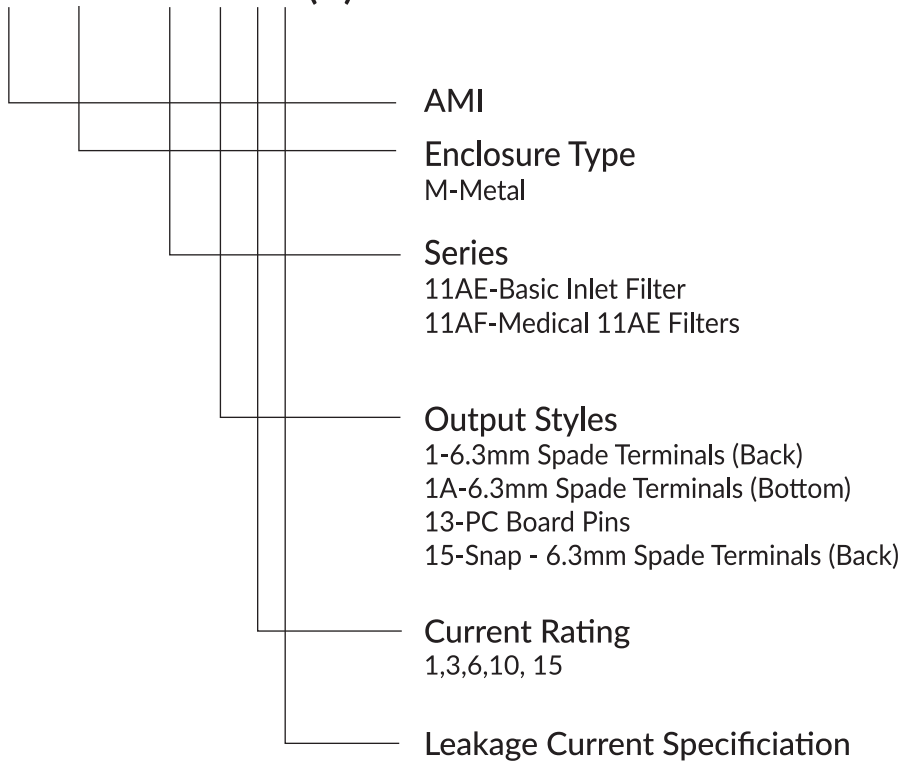 AMI
Enclosure Type
M-Metal
Series
11AE-Basic Inlet Filter
11AF-Medical 11AE Filters
Output Styles
1-6.3mm Spade Terminals (Back)
1A-6.3mm Spade Terminals (Bottom)
13-PC Board Pins
15-Snap - 6.3mm Spade Terminals (Back)
Current Rating
1,3,6,10, 15
Leakage Current Specificiation